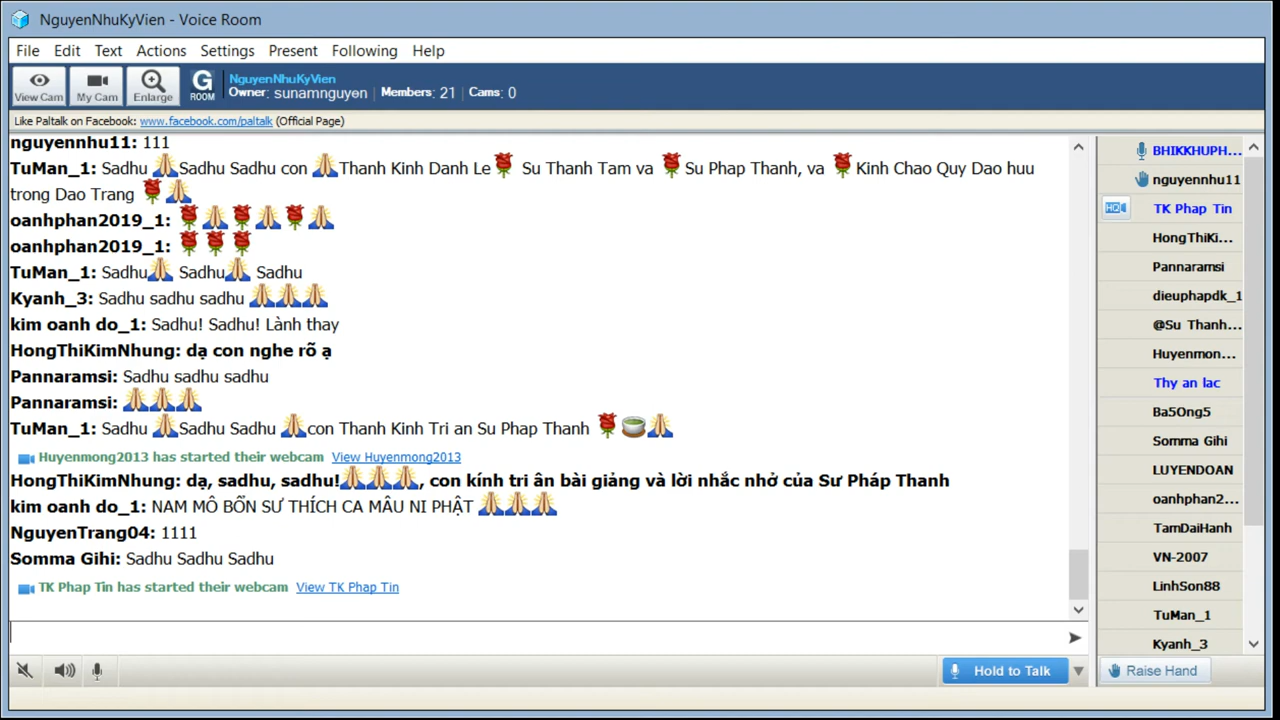 NguyenNhuKyVien - Voice Room
File Edit Text Actions Settings Present Following Help
View Cam My Cam Enlarge G ROOM NguyenNhuKyVien
Owner: sunamnguyen | Members: 21 | Cams: 0
Like Paltalk on Facebook: www.facebook.com/paltalk (Official Page)
nguyennhu11: 111
TuMan_1: Sadhu 🙏Sadhu Sadhu con 🙏Thanh Kinh Danh Le🌹 Su Thanh Tam va 🌹Su Phap Thanh, va 🌹Kinh Chao Quy Dao huu
trong Dao Trang 🌹🙏
oanhphan2019_1: 🌹🙏🌹🙏🌹🙏
oanhphan2019_1: 🌹🌹🌹
TuMan_1: Sadhu🙏 Sadhu🙏 Sadhu
Kyanh_3: Sadhu sadhu sadhu 🙏🙏🙏
kim oanh do_1: Sadhu! Sadhu! Lành thay
HongThiKimNhung: dạ con nghe rõ ạ
Pannaramsi: Sadhu sadhu sadhu
Pannaramsi: 🙏🙏🙏
TuMan_1: Sadhu 🙏Sadhu Sadhu 🙏con Thanh Kinh Tri an Su Phap Thanh 🌹🍵🙏
Huyenmong2013 has started their webcam View Huyenmong2013
HongThiKimNhung: dạ, sadhu, sadhu!🙏🙏🙏, con kính tri ân bài giảng và lời nhắc nhở của Sư Pháp Thanh
kim oanh do_1: NAM MÔ BỔN SƯ THÍCH CA MÂU NI PHẬT 🙏🙏🙏
NguyenTrang04: 1111
Somma Gihi: Sadhu Sadhu Sadhu
TK Phap Tin has started their webcam View TK Phap Tin
Hold to Talk
BHIKKHUPH...
nguyennhu11
HQ TK Phap Tin
HongThiKi...
Pannaramsi
dieuphapdk_1
@Su Thanh...
Huyenmon...
Thy an lac
Ba5Ong5
Somma Gihi
LUYENDOAN
oanhphan2...
TamDaiHanh
VN-2007
LinhSon88
TuMan_1
Kyanh_3
Raise Hand